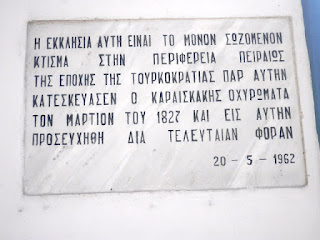 Η ΕΚΚΛΗΣΙΑ ΑΥΤΗ ΕΙΝΑΙ ΤΟ ΜΟΝΟΝ ΣΩΖΟΜΕΝΟΝ
ΚΤΙΣΜΑ ΣΤΗΝ ΠΕΡΙΦΕΡΕΙΑ ΠΕΙΡΑΙΩΣ
ΤΗΣ ΕΠΟΧΗΣ ΤΗΣ ΤΟΥΡΚΟΚΡΑΤΙΑΣ ΠΑΡ ΑΥΤΗΝ
ΚΑΤΕΣΚΕΥΑΣΕΝ Ο ΚΑΡΑΙΣΚΑΚΗΣ ΟΧΥΡΩΜΑΤΑ
ΤΟΝ ΜΑΡΤΙΟΝ ΤΟΥ 1827 ΚΑΙ ΕΙΣ ΑΥΤΗΝ
ΠΡΟΣΕΥΧΗΘΗ ΔΙΑ ΤΕΛΕΥΤΑΙΑΝ ΦΟΡΑΝ
20 - 5 - 1962